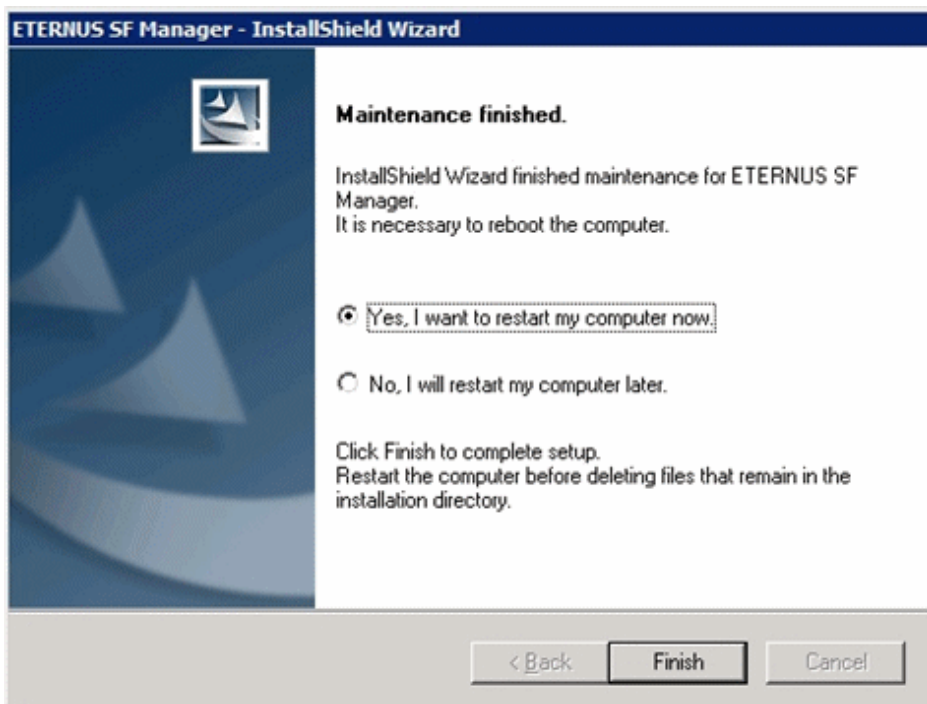 ETERNUS SF Manager - InstallShield Wizard
Maintenance finished.
InstallShield Wizard finished maintenance for ETERNUS SF
Manager.
It is necessary to reboot the computer.
Yes, I want to restart my computer now.
No, I will restart my computer later.
Click Finish to complete setup.
Restart the computer before deleting files that remain in the
installation directory.
< Back
Finish
Cancel